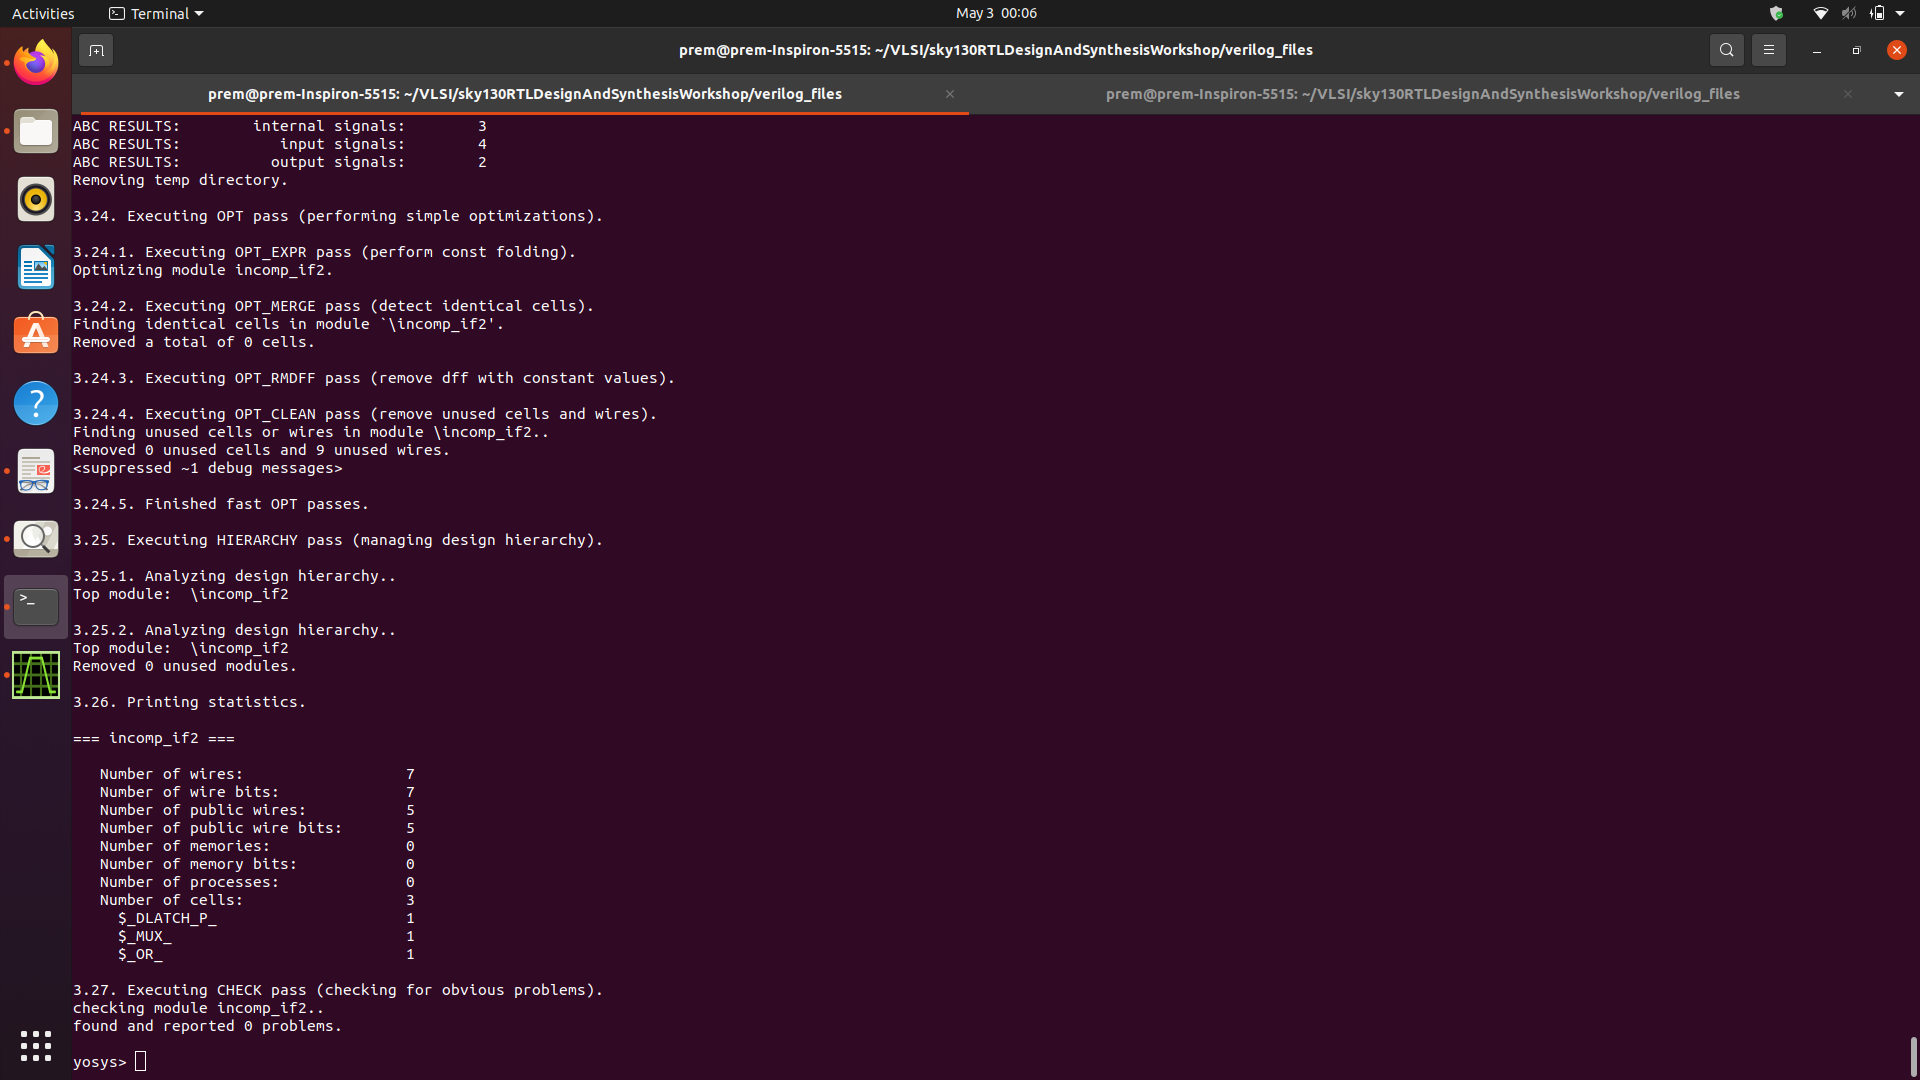 Activities
Terminal
May 3 00:06
prem@prem-Inspiron-5515: ~/VLSI/sky130RTLDesignAndSynthesisWorkshop/verilog_files
prem@prem-Inspiron-5515: ~/VLSI/sky130RTLDesignAndSynthesisWorkshop/verilog_files
prem@prem-Inspiron-5515: ~/VLSI/sky130RTLDesignAndSynthesisWorkshop/verilog_files
ABC RESULTS:        internal signals:        3
ABC RESULTS:           input signals:        4
ABC RESULTS:          output signals:        2
Removing temp directory.
3.24. Executing OPT pass (performing simple optimizations).
3.24.1. Executing OPT_EXPR pass (perform const folding).
Optimizing module incomp_if2.
3.24.2. Executing OPT_MERGE pass (detect identical cells).
Finding identical cells in module `\incomp_if2'.
Removed a total of 0 cells.
3.24.3. Executing OPT_RMDFF pass (remove dff with constant values).
3.24.4. Executing OPT_CLEAN pass (remove unused cells and wires).
Finding unused cells or wires in module \incomp_if2..
Removed 0 unused cells and 9 unused wires.
<suppressed ~1 debug messages>
3.24.5. Finished fast OPT passes.
3.25. Executing HIERARCHY pass (managing design hierarchy).
3.25.1. Analyzing design hierarchy..
Top module:  \incomp_if2
3.25.2. Analyzing design hierarchy..
Top module:  \incomp_if2
Removed 0 unused modules.
3.26. Printing statistics.
=== incomp_if2 ===
Number of wires:                  7
Number of wire bits:              7
Number of public wires:           5
Number of public wire bits:       5
Number of memories:               0
Number of memory bits:            0
Number of processes:              0
Number of cells:                  3
$_DLATCH_P_                     1
$_MUX_                          1
$_OR_                           1
3.27. Executing CHECK pass (checking for obvious problems).
checking module incomp_if2..
found and reported 0 problems.
yosys>